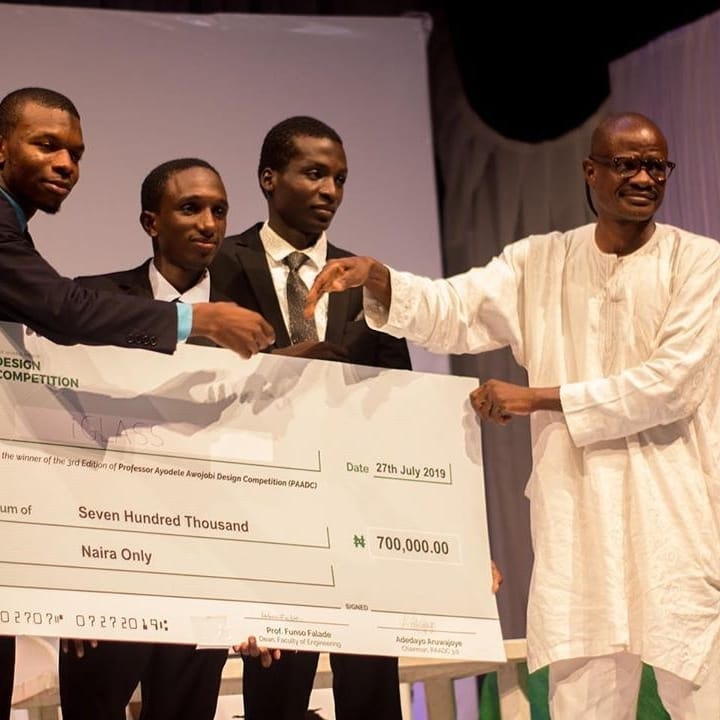 DESIGN
COMPETITION
iGLASS
the winner of the 3rd Edition of Professor Ayodele Awojobi Design Competition (PAADC)
Date 27th July 2019
um of Seven Hundred Thousand
₦ 700,000.00
Naira Only
02707⑈ 07272019⑆
SIGNED
Prof. Funso Falade
Dean, Faculty of Engineering
Adedayo Aruwajoye
Chairman, PAADC 3.0